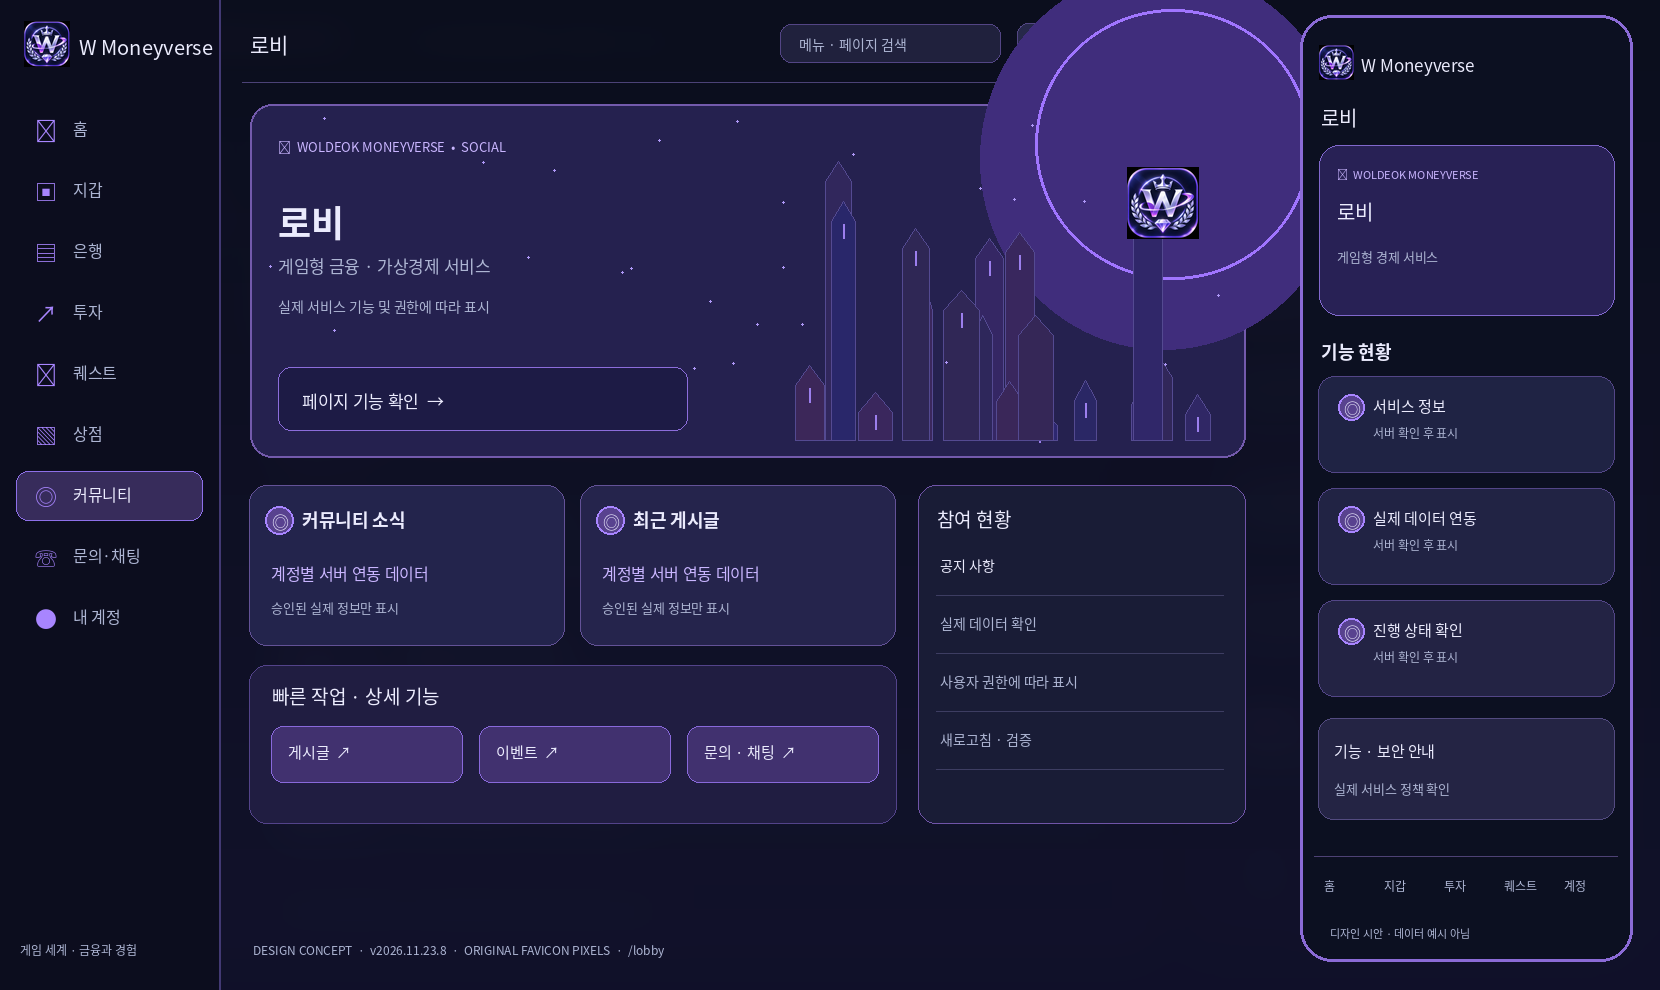 W Moneyverse
홈
지갑
은행
투자
퀘스트
상점
커뮤니티
문의·채팅
내 계정
게임 세계 · 금융과 경험
로비
메뉴 · 페이지 검색
WOLDEOK MONEYVERSE • SOCIAL
로비
게임형 금융 · 가상경제 서비스
실제 서비스 기능 및 권한에 따라 표시
페이지 기능 확인 →
W
커뮤니티 소식
계정별 서버 연동 데이터
승인된 실제 정보만 표시
최근 게시글
계정별 서버 연동 데이터
승인된 실제 정보만 표시
참여 현황
공지 사항
실제 데이터 확인
사용자 권한에 따라 표시
새로고침 · 검증
빠른 작업 · 상세 기능
게시글 ↗
이벤트 ↗
문의 · 채팅 ↗
DESIGN CONCEPT · v2026.11.23.8 · ORIGINAL FAVICON PIXELS · /lobby
W Moneyverse
로비
WOLDEOK MONEYVERSE
로비
게임형 경제 서비스
기능 현황
서비스 정보
서버 확인 후 표시
실제 데이터 연동
서버 확인 후 표시
진행 상태 확인
서버 확인 후 표시
기능 · 보안 안내
실제 서비스 정책 확인
홈 지갑 투자 퀘스트 계정
디자인 시안 · 데이터 예시 아님